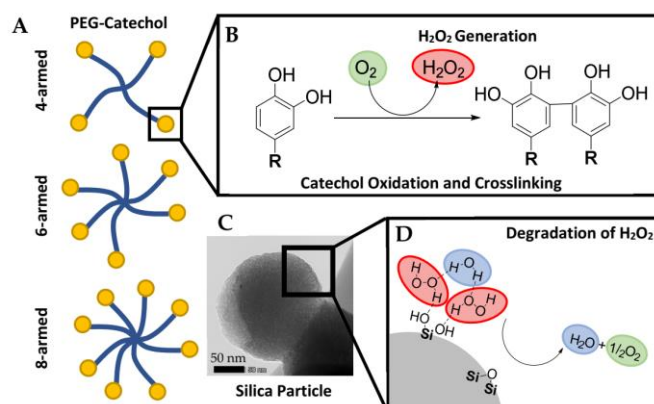 A
PEG-Catechol
4-armed
6-armed
8-armed
B
H₂O₂ Generation
O₂
H₂O₂
OH
OH
R
OH
OH
HO
OH
R
R
Catechol Oxidation and Crosslinking
C
50 nm
Silica Particle
D
Degradation of H₂O₂
H
O
O
H
H
O
H
H
O
O
H
HO
OH
Si
Si
O
Si
H₂O
+
1/2O₂